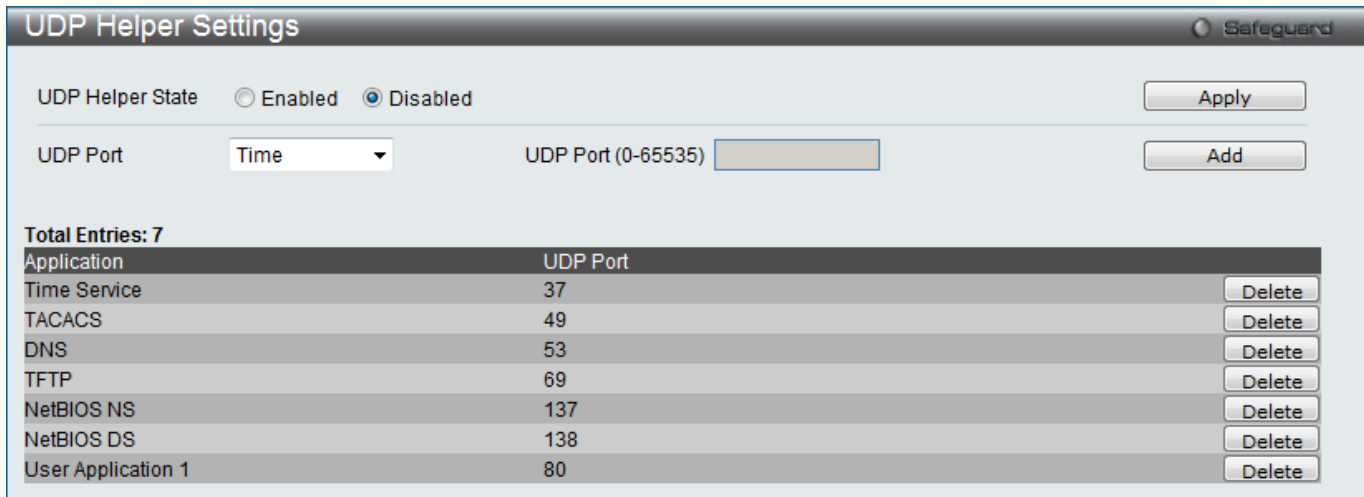 UDP Helper Settings Safeguard
UDP Helper State Enabled Disabled Apply
UDP Port Time UDP Port (0-65535) Add
Total Entries: 7
Application UDP Port
Time Service 37 Delete
TACACS 49 Delete
DNS 53 Delete
TFTP 69 Delete
NetBIOS NS 137 Delete
NetBIOS DS 138 Delete
User Application 1 80 Delete